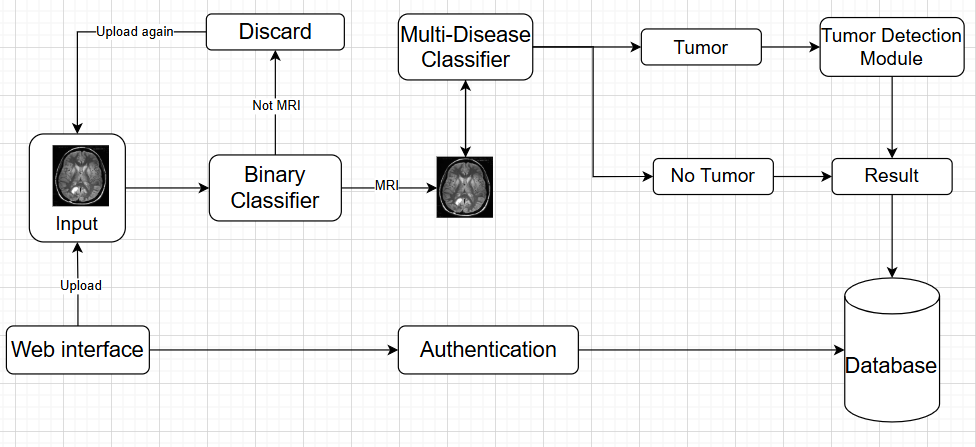 Upload again
Discard
Multi-Disease
Classifier
Tumor
Tumor Detection
Module
Not MRI
Input
Binary
Classifier
MRI
No Tumor
Result
Upload
Web interface
Authentication
Database